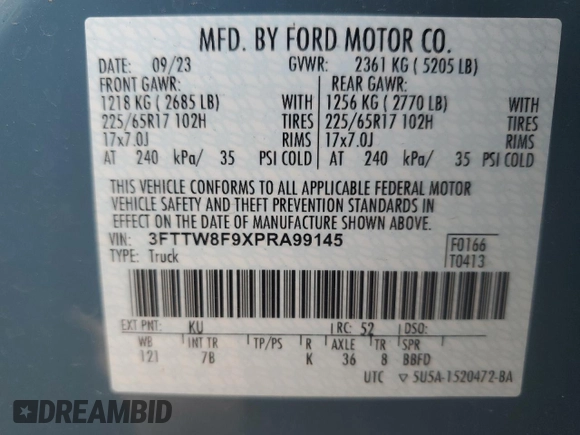 MFD. BY FORD MOTOR CO.
DATE: 09/23 GVWR: 2361 KG ( 5205 LB)
FRONT GAWR: REAR GAWR:
1218 KG ( 2685 LB) WITH 1256 KG ( 2770 LB) WITH
225/65R17 102H TIRES 225/65R17 102H TIRES
17x7.0J RIMS 17x7.0J RIMS
AT 240 kPa/ 35 PSI COLD AT 240 kPa/ 35 PSI COLD
THIS VEHICLE CONFORMS TO ALL APPLICABLE FEDERAL MOTOR
VEHICLE SAFETY AND THEFT PREVENTION STANDARDS IN
EFFECT ON THE DATE OF MANUFACTURE SHOWN ABOVE.
VIN: 3FTTW8F9XPRA99145 F0166
TYPE: Truck T0413
EXT PNT: KU RC: 52 DSO:
WB INT TR TP/PS R AXLE TR SPR
121 7B K 36 8 BBFD
UTC ▽ 5U5A-1520472-BA
DREAMBID